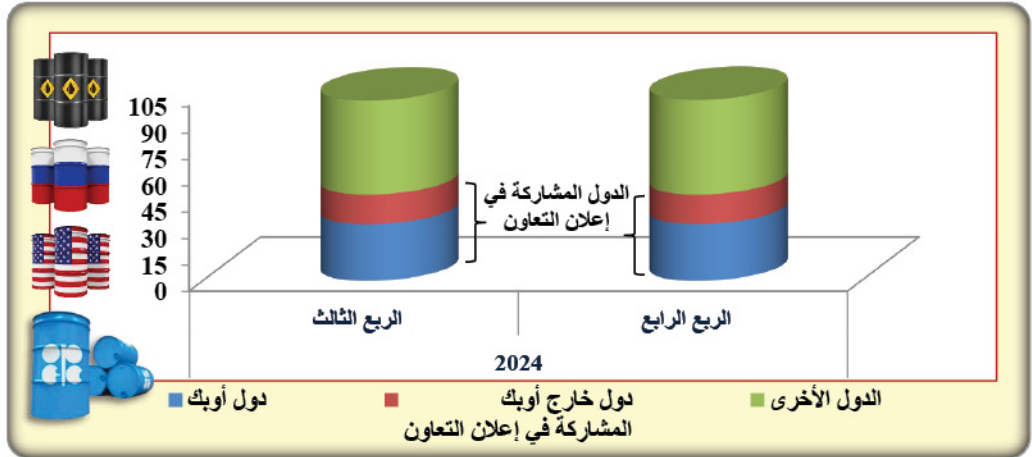 105
90
75
60
45
30
15
0
الدول المشاركة في
إعلان التعاون
الربع الثالث
الربع الرابع
2024
دول أوبك
دول خارج أوبك
المشاركة في إعلان التعاون
الدول الأخرى